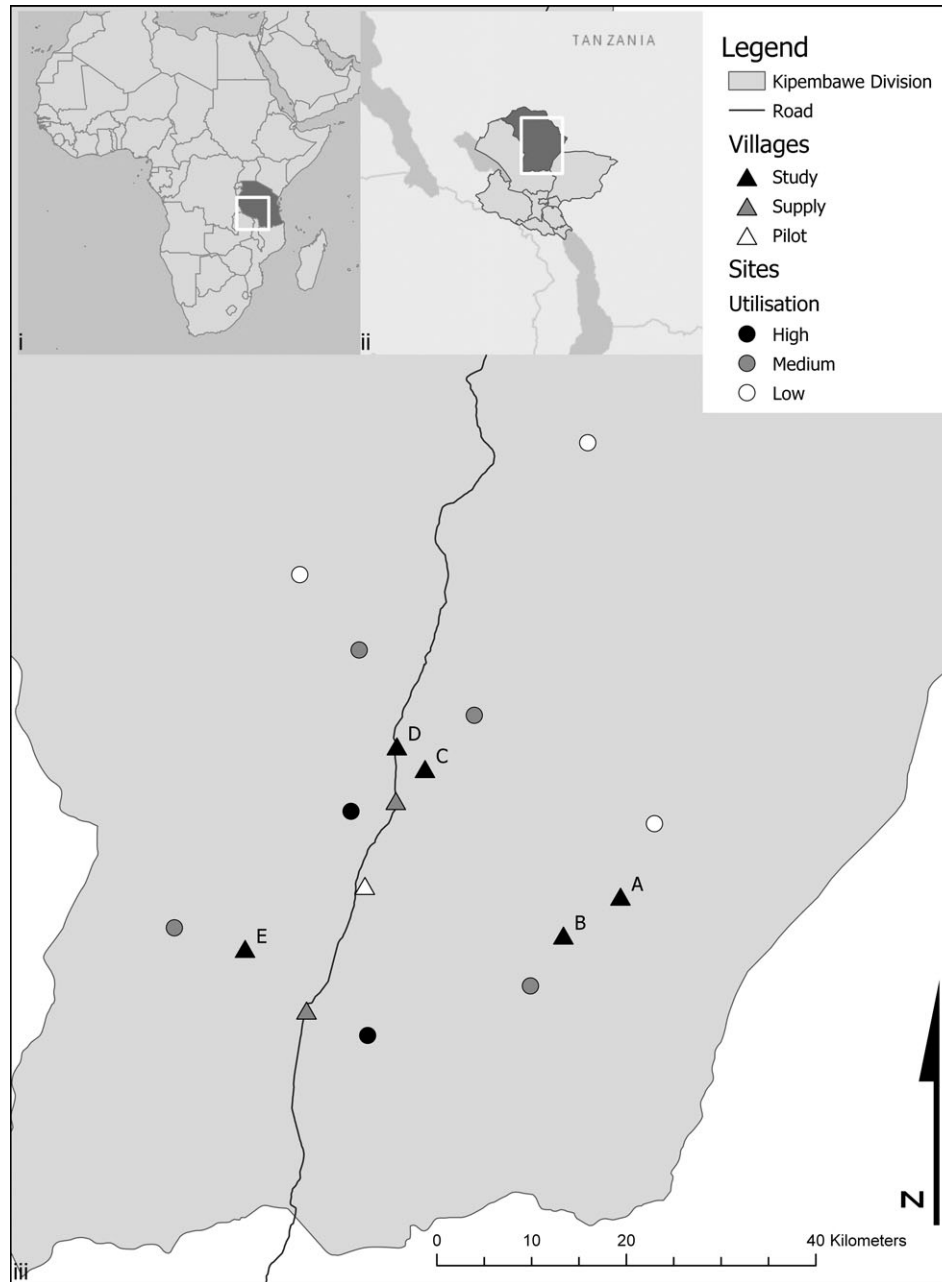 TANZANIA
i
ii
Legend
Kipembawe Division
Road
Villages
Study
Supply
Pilot
Sites
Utilisation
High
Medium
Low
D
C
A
B
E
N
0 10 20 40 Kilometers
iii